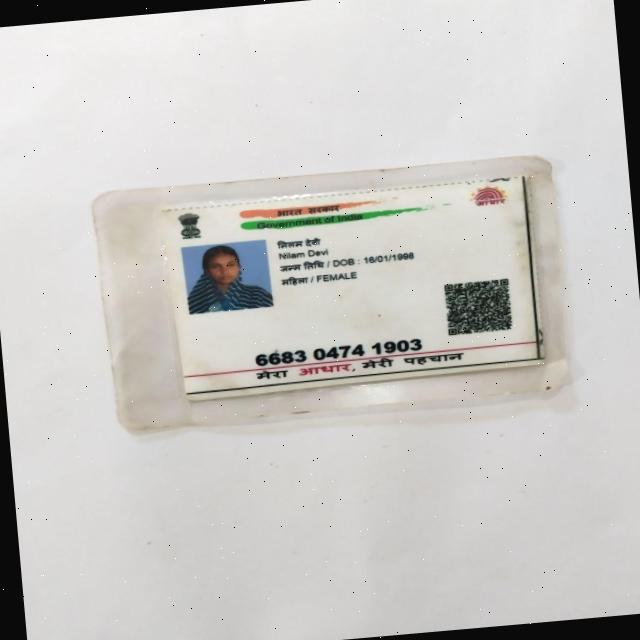 भारत सरकार
Government of India
आधार
निलम देवी
Nilam Devi
जन्म तिथि / DOB : 16/01/1998
महिला / FEMALE
6683 0474 1903
मेरा आधार, मेरी पहचान